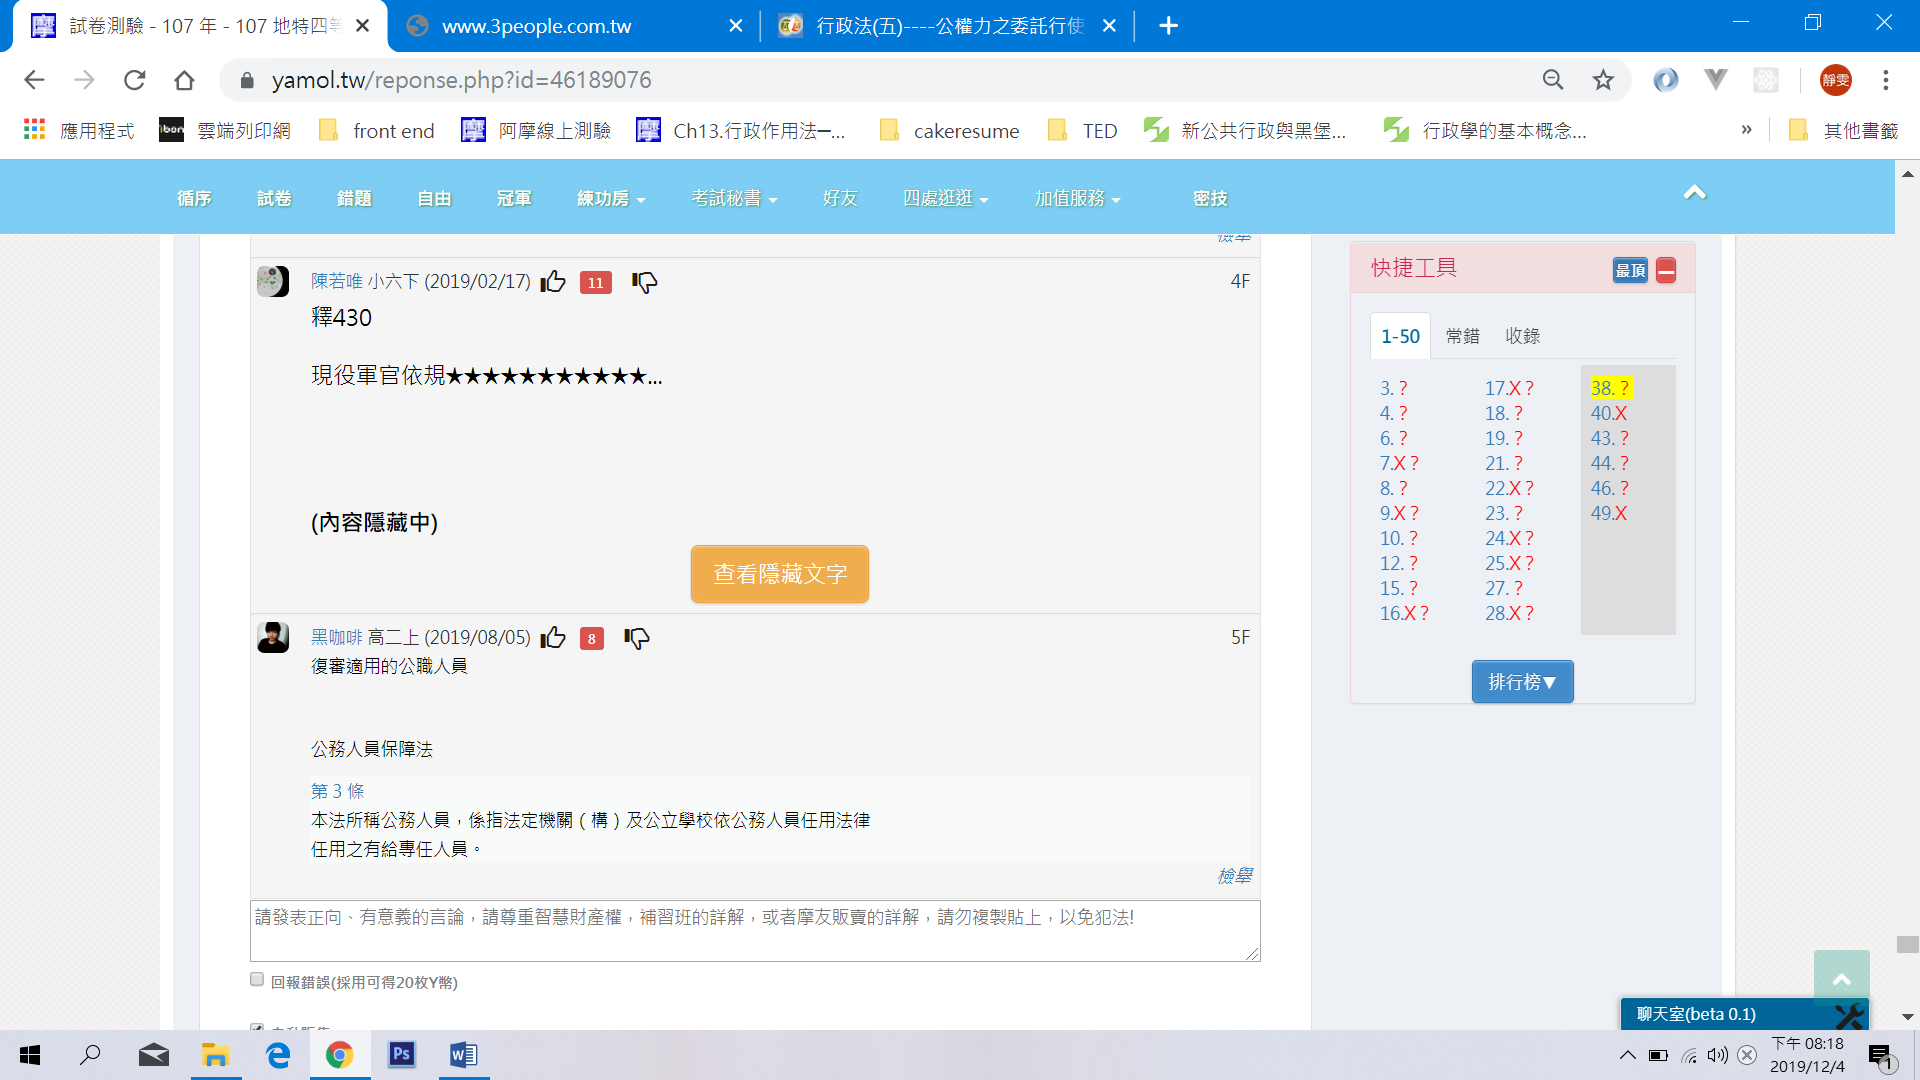 試卷測驗 - 107 年 - 107 地特四等
www.3people.com.tw
行政法(五)----公權力之委託行使
yamol.tw/reponse.php?id=46189076
靜雯
應用程式
ibon
雲端列印網
front end
摩
阿摩線上測驗
摩
Ch13.行政作用法─...
cakeresume
TED
新公共行政與黑堡...
行政學的基本概念...
»
其他書籤
循序
試卷
錯題
自由
冠軍
練功房
考試秘書
好友
四處逛逛
加值服務
密技
檢舉
陳若唯 小六下 (2019/02/17)
11
4F
釋430
現役軍官依規★★★★★★★★★★★...
(內容隱藏中)
查看隱藏文字
黑咖啡 高二上 (2019/08/05)
8
5F
復審適用的公職人員
公務人員保障法
第 3 條
本法所稱公務人員，係指法定機關（構）及公立學校依公務人員任用法律
任用之有給專任人員。
檢舉
請發表正向、有意義的言論，請尊重智慧財產權，補習班的詳解，或者摩友販賣的詳解，請勿複製貼上，以免犯法!
回報錯誤(採用可得20枚Y幣)
快捷工具
最頂
1-50
常錯
收錄
3. ?
4. ?
6. ?
7.X ?
8. ?
9.X ?
10. ?
12. ?
15. ?
16.X ?
17.X ?
18. ?
19. ?
21. ?
22.X ?
23. ?
24.X ?
25.X ?
27. ?
28.X ?
38. ?
40.X
43. ?
44. ?
46. ?
49.X
排行榜▼
聊天室(beta 0.1)
Ps
下午 08:18
2019/12/4
1